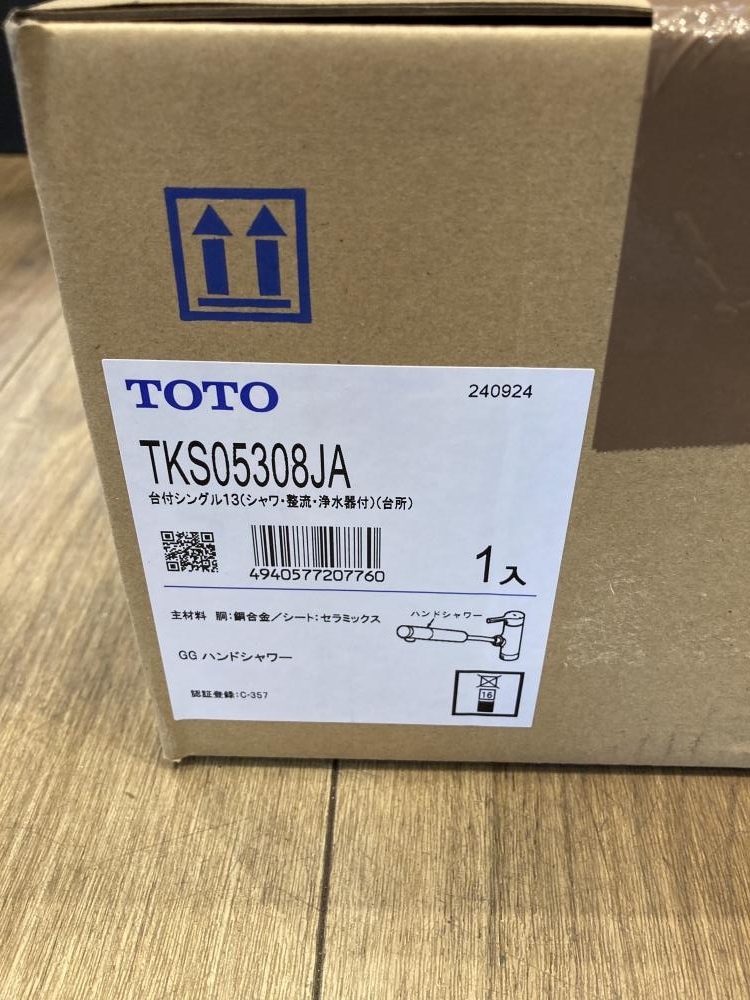 TOTO
240924
TKS05308JA
台付シングル13(シャワ・整流・浄水器付)(台所)
4940577207760
1入
主材料 胴:銅合金/シート:セラミックス
ハンドシャワー
GG ハンドシャワー
16
認証登録:C-357